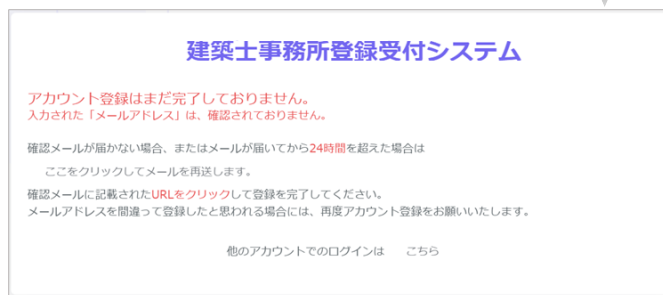 建築士事務所登録受付システム
アカウント登録はまだ完了しておりません。
入力された「メールアドレス」は、確認されておりません。
確認メールが届かない場合、またはメールが届いてから24時間を超えた場合は
ここをクリックしてメールを再送します。
確認メールに記載されたURLをクリックして登録を完了してください。
メールアドレスを間違って登録したと思われる場合には、再度アカウント登録をお願いいたします。
他のアカウントでのログインは　こちら